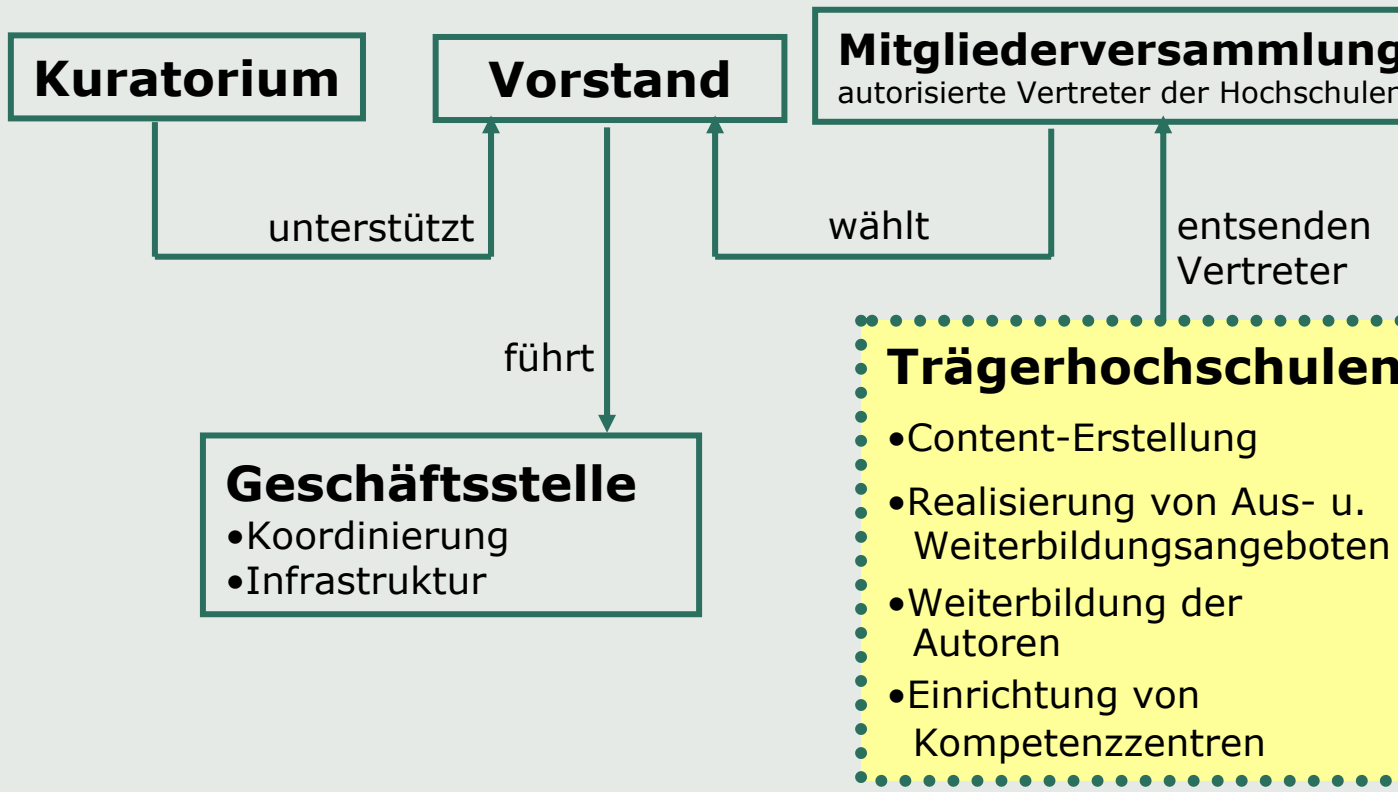 Kuratorium
Vorstand
Mitgliederversammlung
autorisierte Vertreter der Hochschulen
unterstützt
wählt
entsenden
Vertreter
führt
Geschäftsstelle
•Koordinierung
•Infrastruktur
Trägerhochschulen
•Content-Erstellung
•Realisierung von Aus- u.
Weiterbildungsangeboten
•Weiterbildung der
Autoren
•Einrichtung von
Kompetenzzentren